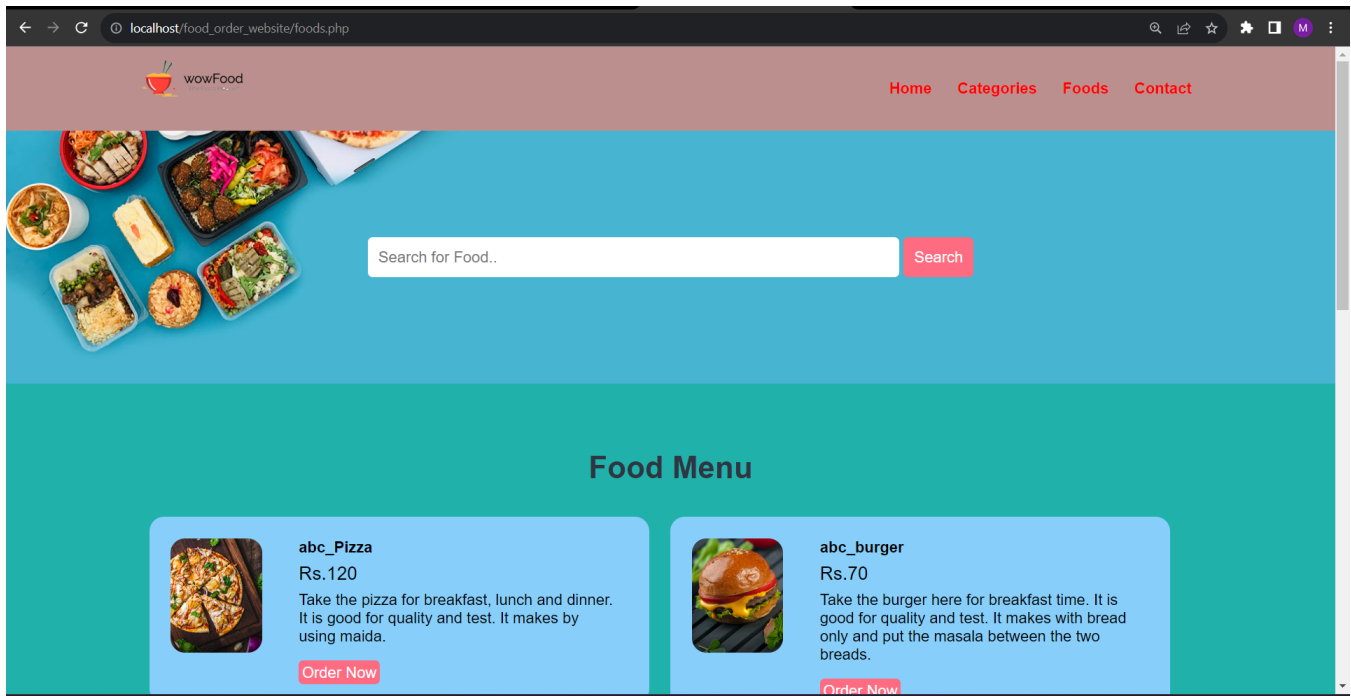 localhost/food_order_website/foods.php
M
wowFood
Home Categories Foods Contact
Search for Food.. Search
Food Menu
abc_Pizza
Rs.120
Take the pizza for breakfast, lunch and dinner.
It is good for quality and test. It makes by
using maida.
Order Now
abc_burger
Rs.70
Take the burger here for breakfast time. It is
good for quality and test. It makes with bread
only and put the masala between the two
breads.
Order Now